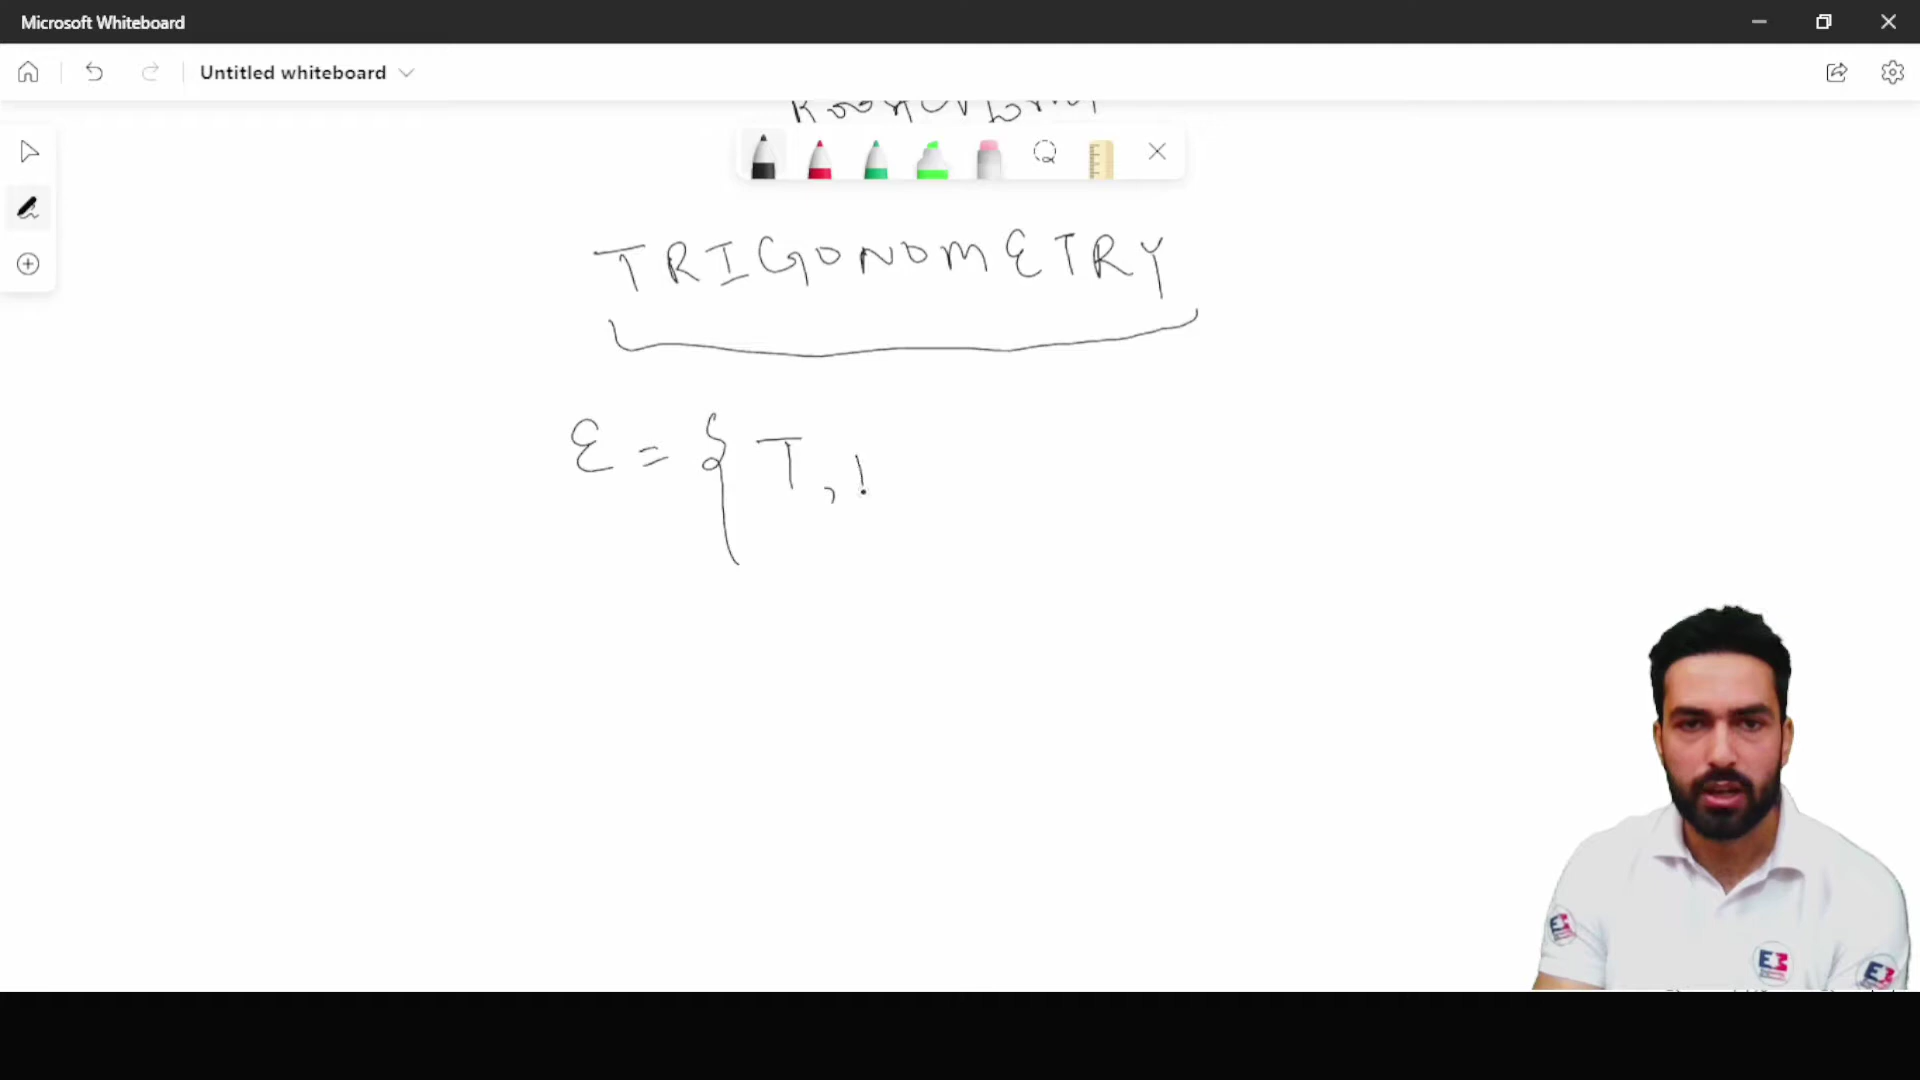 Microsoft Whiteboard
Untitled whiteboard
TRIGONOMETRY
E = { T ,